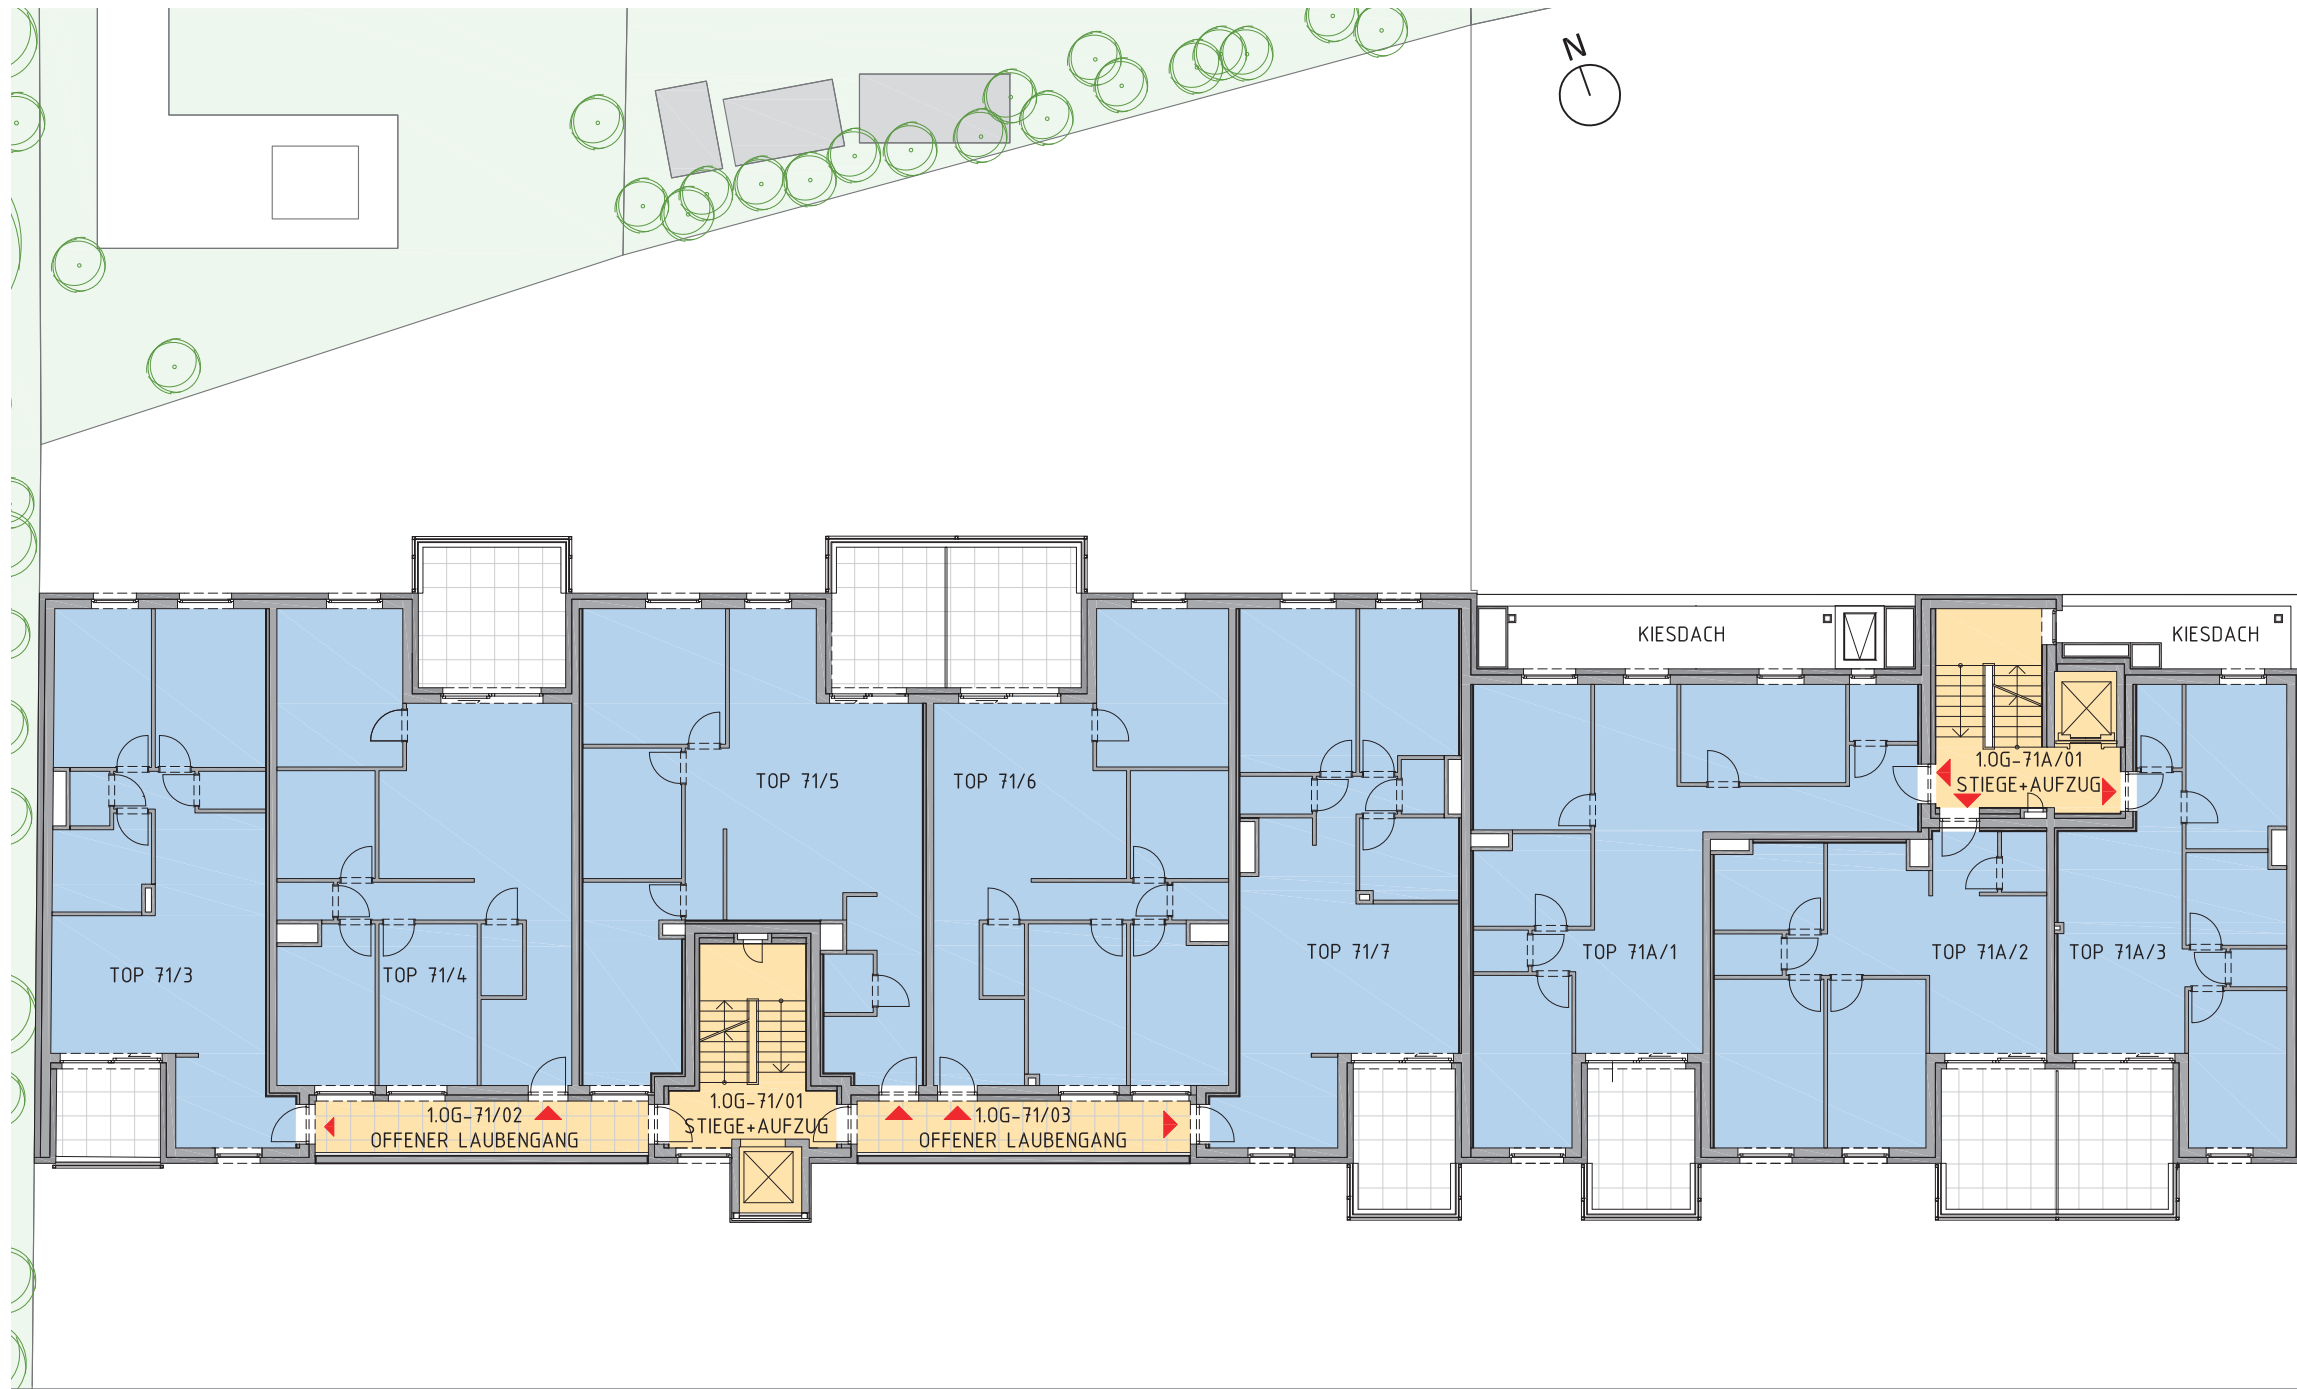 N
KIESDACH
KIESDACH
1.OG-71A/01
STIEGE+AUFZUG
TOP 71/5
TOP 71/6
TOP 71/3
TOP 71/4
TOP 71/7
TOP 71A/1
TOP 71A/2
TOP 71A/3
1.OG-71/02
OFFENER LAUBENGANG
1.OG-71/01
STIEGE+AUFZUG
1.OG-71/03
OFFENER LAUBENGANG